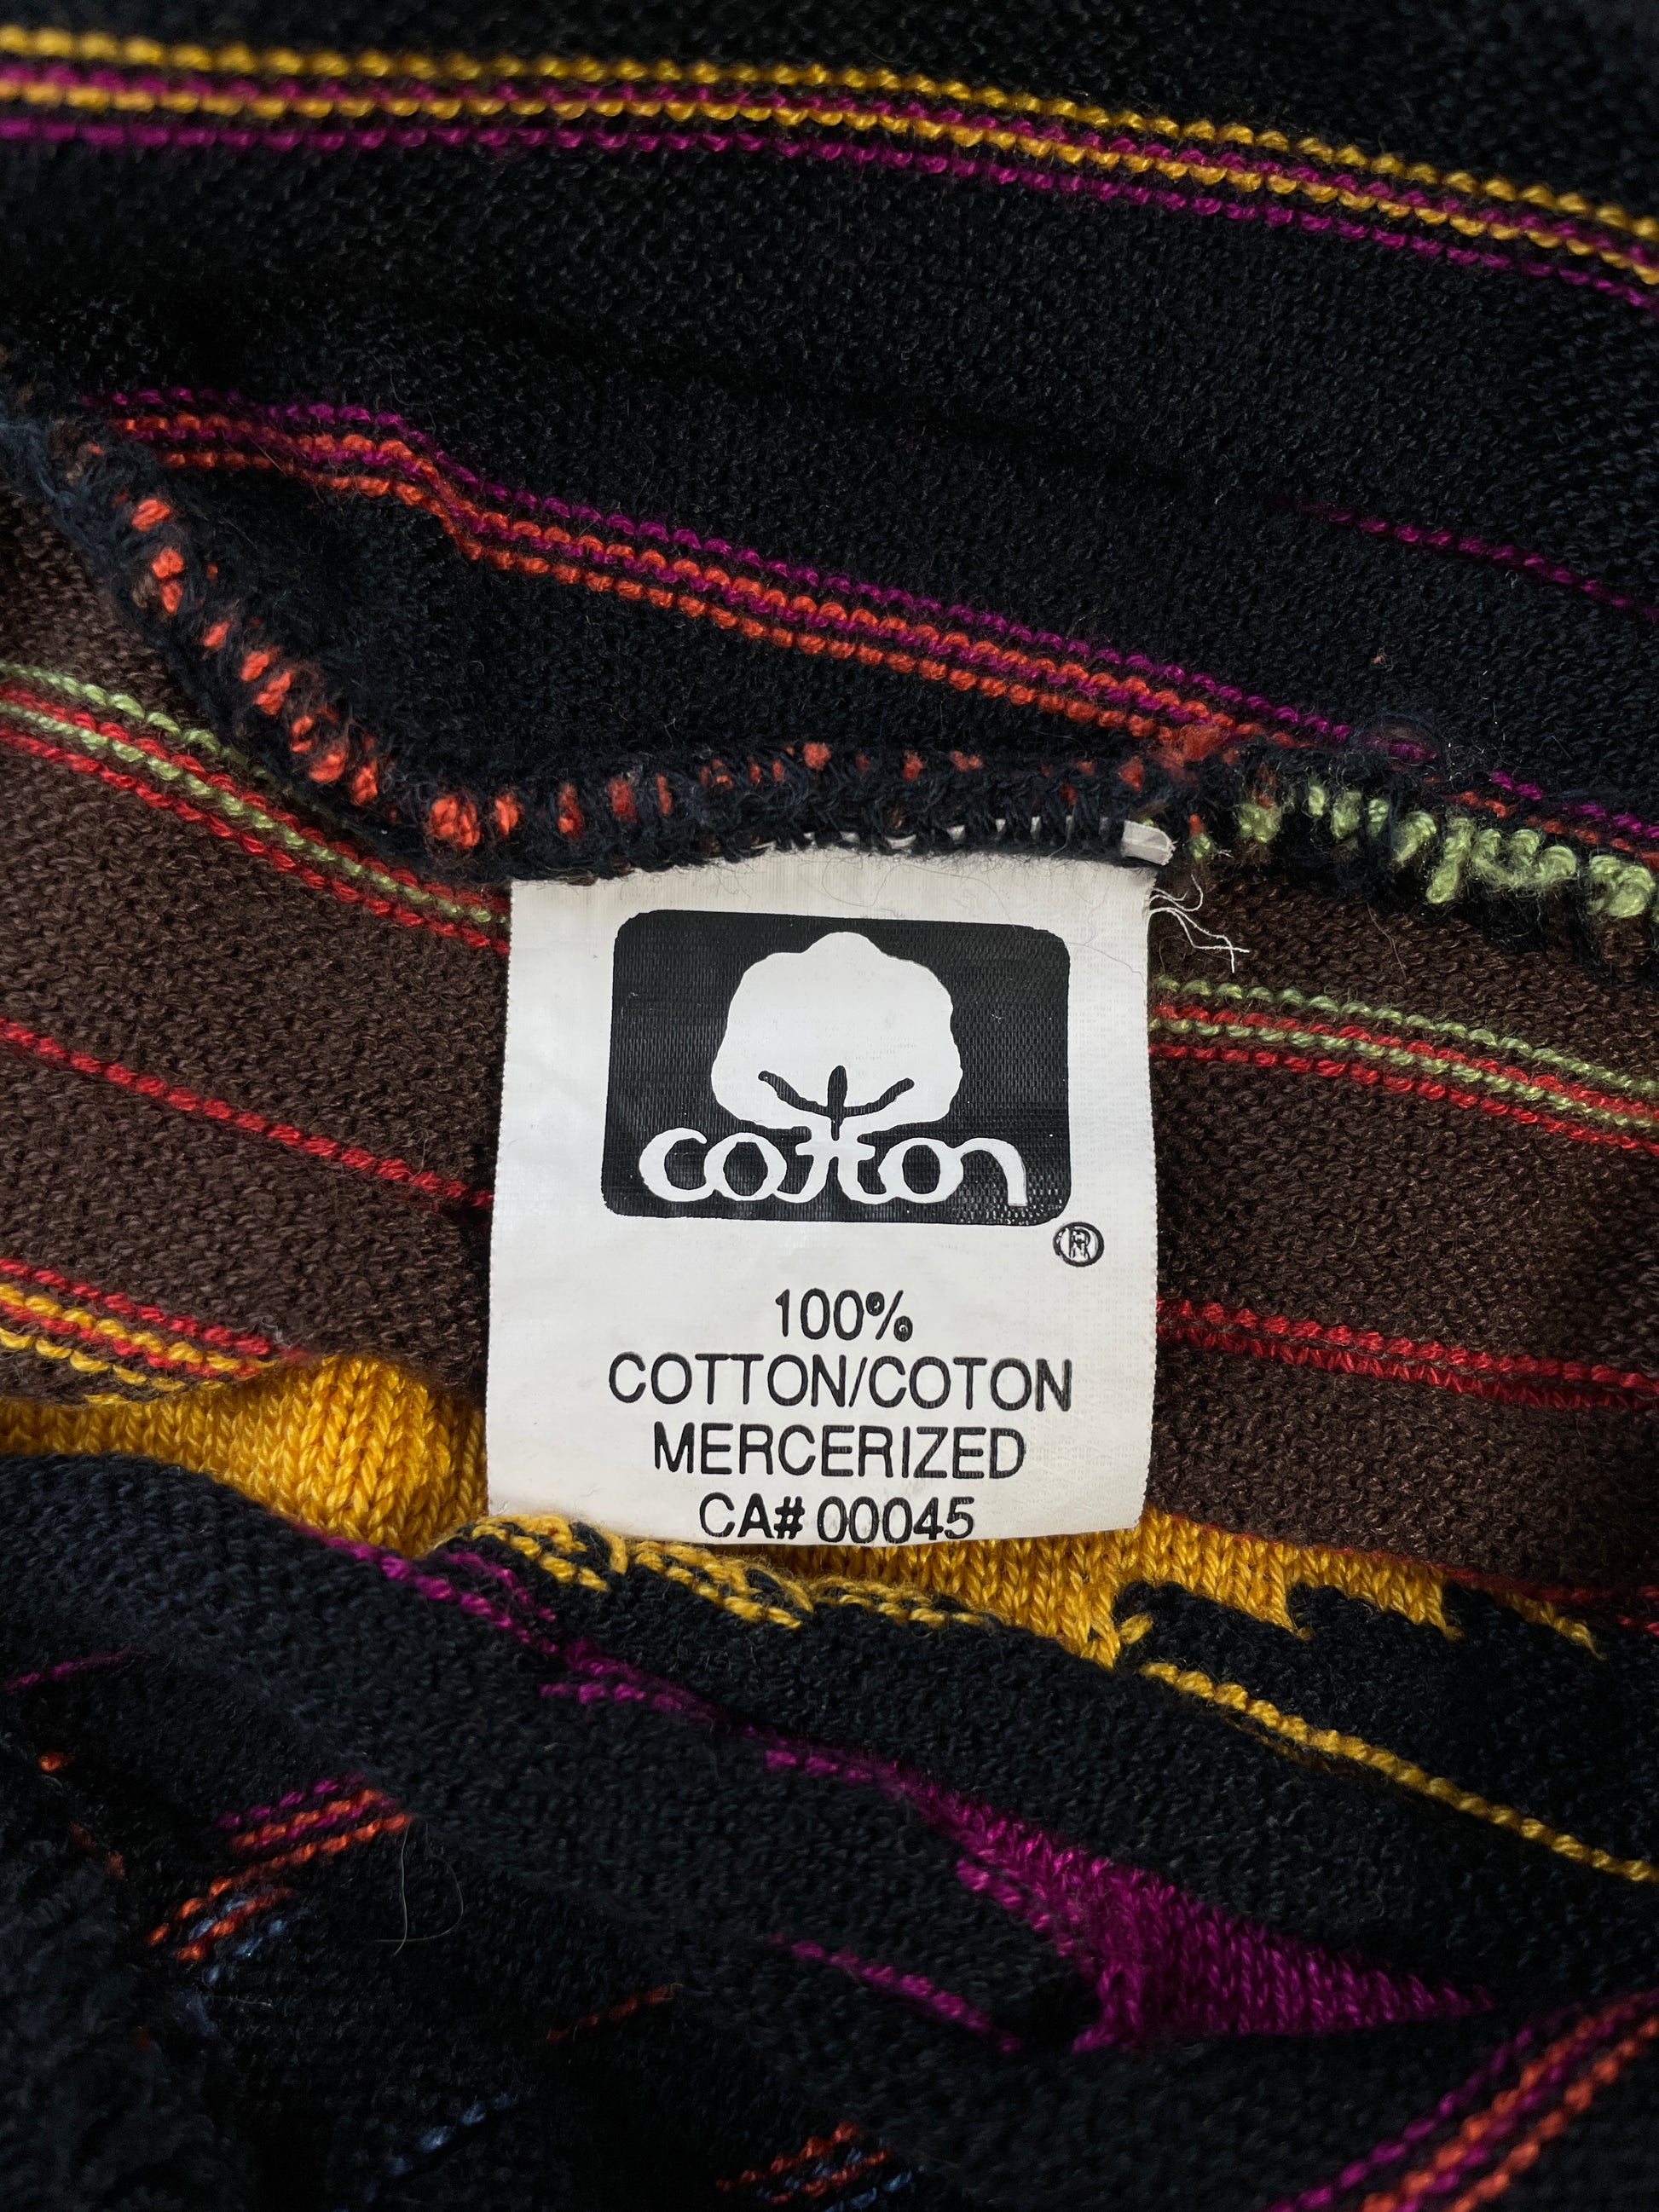 cotton
®
100%
COTTON/COTON
MERCERIZED
CA# 00045